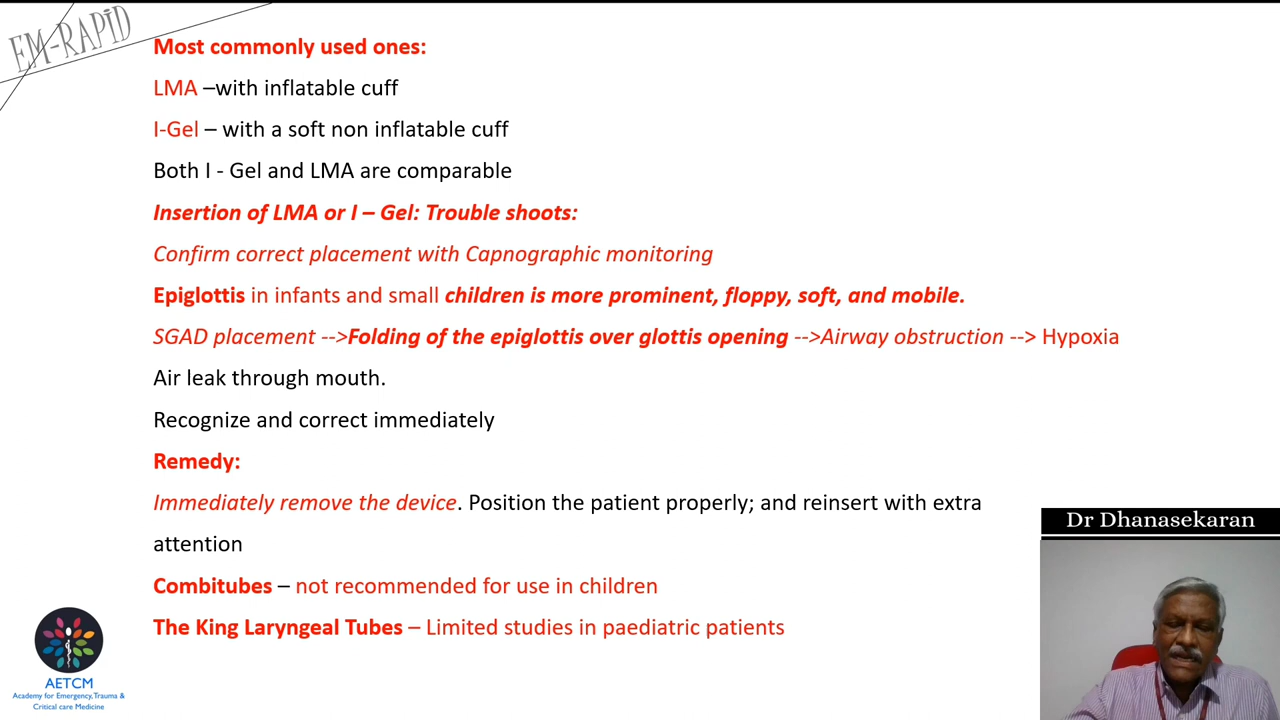 EM-RAPID
Most commonly used ones:
LMA –with inflatable cuff
I-Gel – with a soft non inflatable cuff
Both I - Gel and LMA are comparable
Insertion of LMA or I – Gel: Trouble shoots:
Confirm correct placement with Capnographic monitoring
Epiglottis in infants and small children is more prominent, floppy, soft, and mobile.
SGAD placement -->Folding of the epiglottis over glottis opening -->Airway obstruction --> Hypoxia
Air leak through mouth.
Recognize and correct immediately
Remedy:
Immediately remove the device. Position the patient properly; and reinsert with extra
attention
Combitubes – not recommended for use in children
The King Laryngeal Tubes – Limited studies in paediatric patients
Dr Dhanasekaran
AETCM
Academy for Emergency,Trauma &
Critical care Medicine